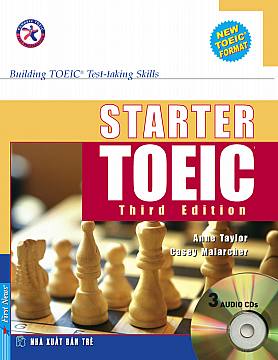 NEW
TOEIC®
FORMAT
Building TOEIC® Test-taking Skills
STARTER
TOEIC®
Third Edition
Anne Taylor
Casey Malarcher
3 AUDIO CDs
First News
NHÀ XUẤT BẢN TRẺ